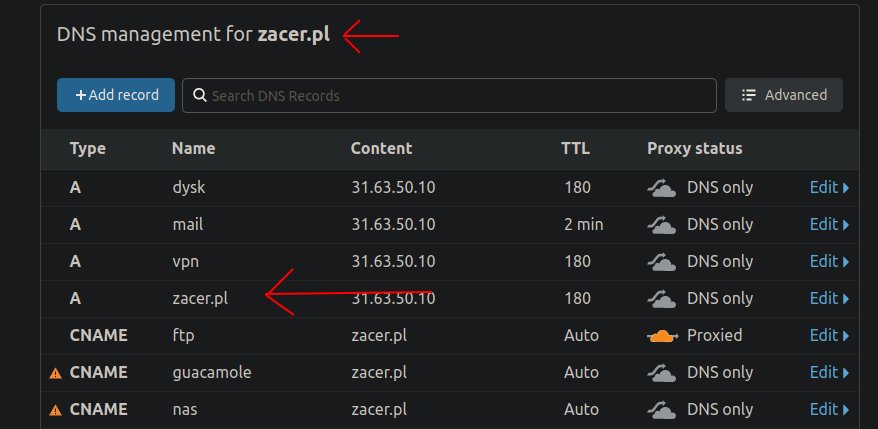 DNS management for zacer.pl
+Add record Search DNS Records Advanced
Type Name Content TTL Proxy status
A dysk 31.63.50.10 180 DNS only Edit
A mail 31.63.50.10 2 min DNS only Edit
A vpn 31.63.50.10 180 DNS only Edit
A zacer.pl 31.63.50.10 180 DNS only Edit
CNAME ftp zacer.pl Auto Proxied Edit
CNAME guacamole zacer.pl Auto DNS only Edit
CNAME nas zacer.pl Auto DNS only Edit